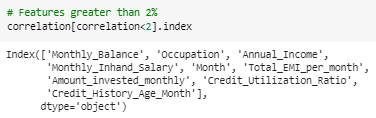 # Features greater than 2%
correlation[correlation<2].index
Index(['Monthly_Balance', 'Occupation', 'Annual_Income',
'Monthly_Inhand_Salary', 'Month', 'Total_EMI_per_month',
'Amount_invested_monthly', 'Credit_Utilization_Ratio',
'Credit_History_Age_Month'],
dtype='object')